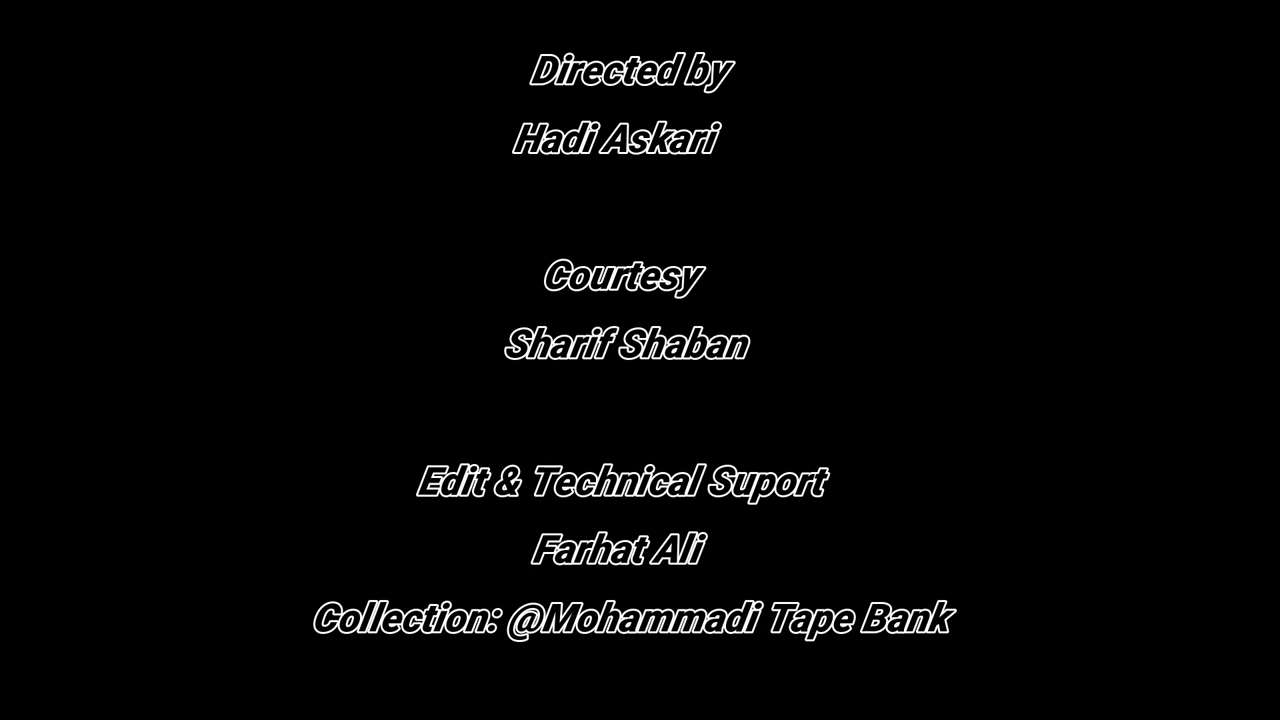 Directed by
Hadi Askari
Courtesy
Sharif Shaban
Edit & Technical Suport
Farhat Ali
Collection: @Mohammadi Tape Bank